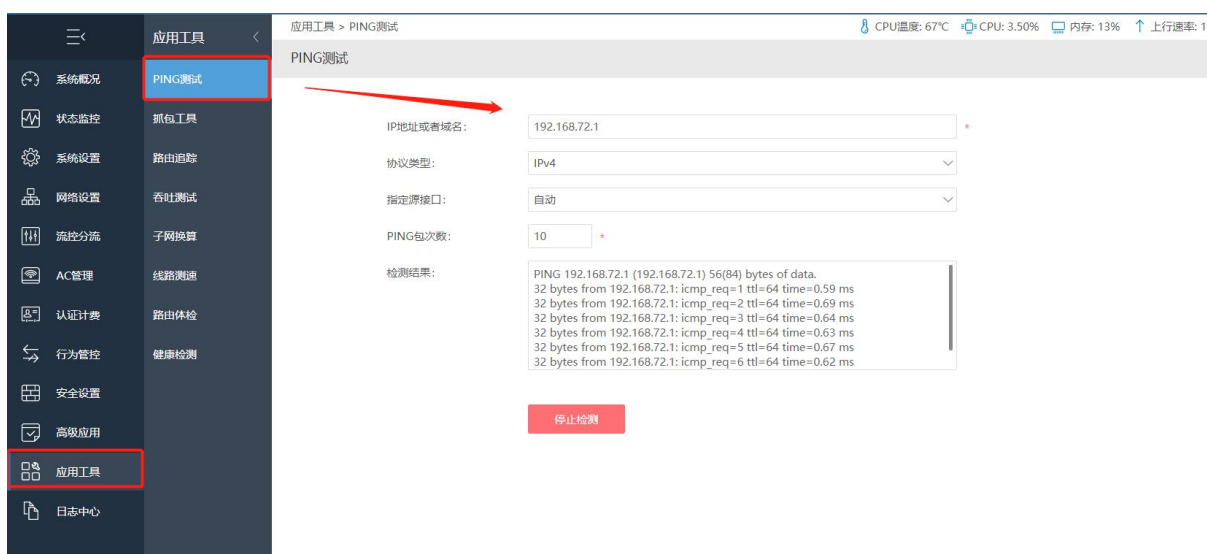 应用工具 > PING测试
CPU温度: 67℃ CPU: 3.50% 内存: 13% 上行速率: 1
应用工具
PING测试
系统概况
PING测试
状态监控
抓包工具
IP地址或者域名：
192.168.72.1
*
系统设置
路由追踪
协议类型：
IPv4
网络设置
吞吐测试
指定源接口：
自动
流控分流
子网换算
PING包次数：
10
*
AC管理
线路测速
检测结果：
PING 192.168.72.1 (192.168.72.1) 56(84) bytes of data.
32 bytes from 192.168.72.1: icmp_req=1 ttl=64 time=0.59 ms
32 bytes from 192.168.72.1: icmp_req=2 ttl=64 time=0.69 ms
32 bytes from 192.168.72.1: icmp_req=3 ttl=64 time=0.64 ms
32 bytes from 192.168.72.1: icmp_req=4 ttl=64 time=0.63 ms
32 bytes from 192.168.72.1: icmp_req=5 ttl=64 time=0.67 ms
32 bytes from 192.168.72.1: icmp_req=6 ttl=64 time=0.62 ms
认证计费
路由体检
行为管控
健康检测
安全设置
停止检测
高级应用
应用工具
日志中心